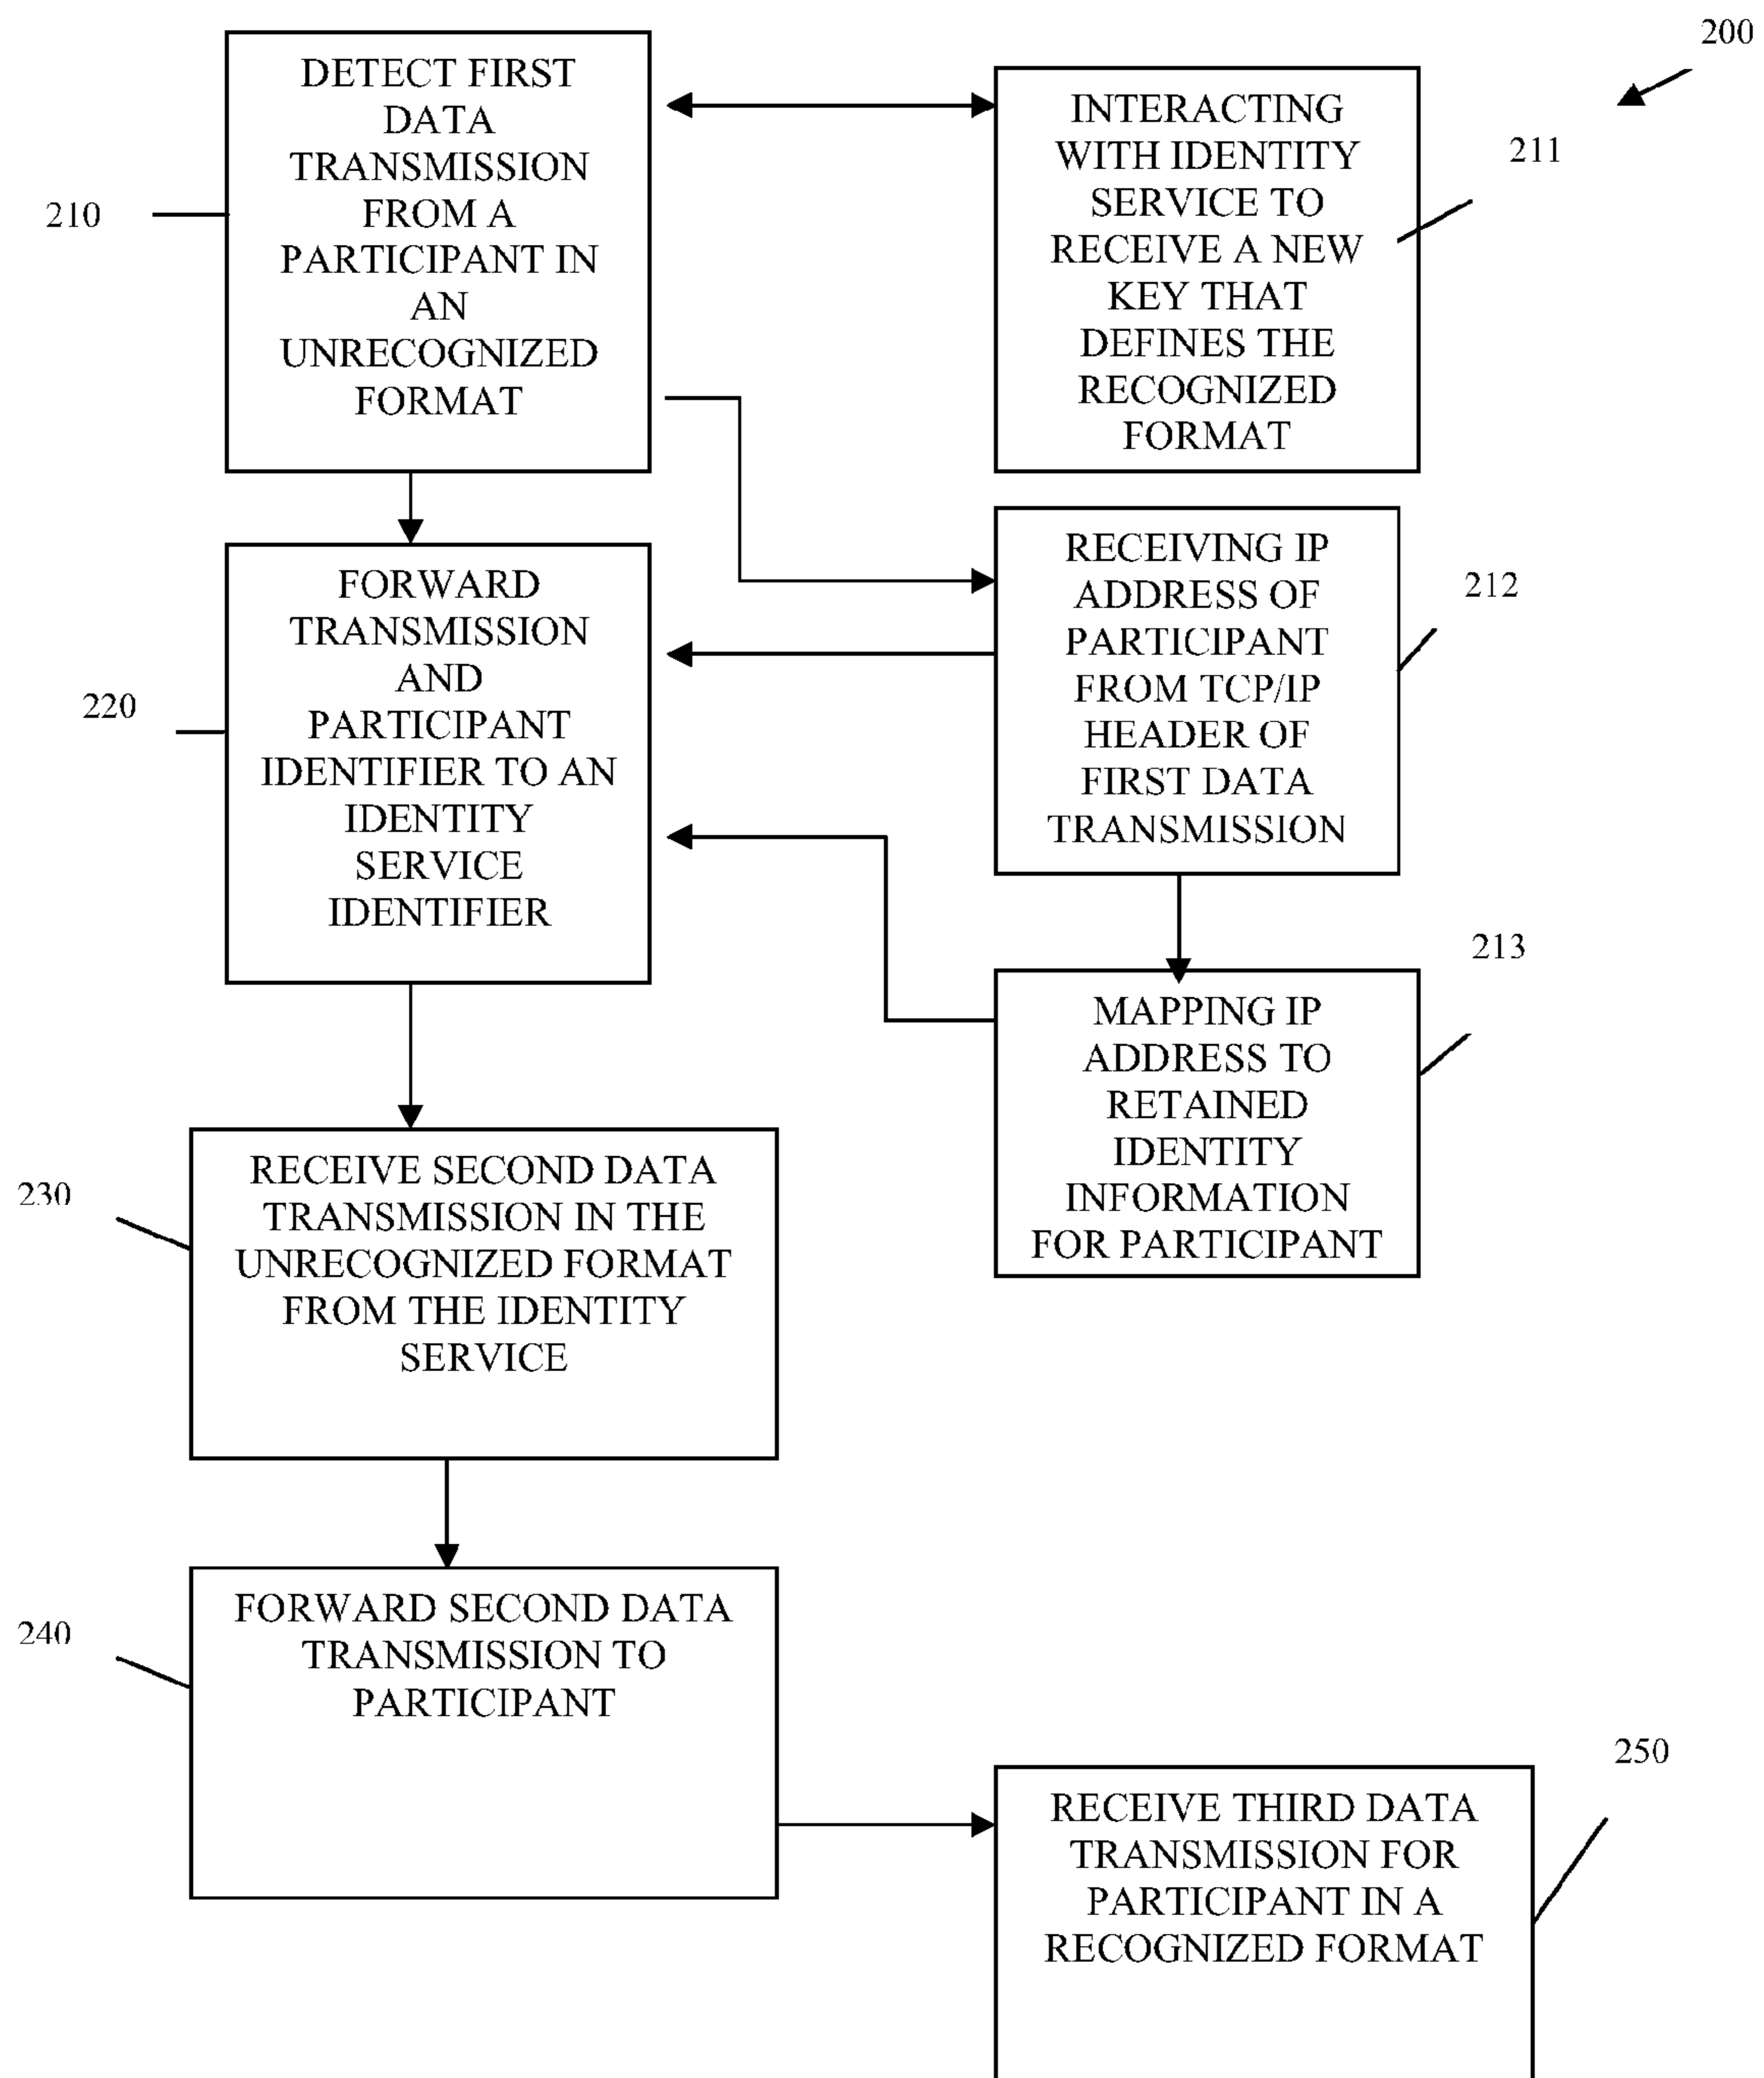 200
DETECT FIRST
DATA
TRANSMISSION
FROM A
PARTICIPANT IN
AN
UNRECOGNIZED
FORMAT
210
INTERACTING
WITH IDENTITY
SERVICE TO
RECEIVE A NEW
KEY THAT
DEFINES THE
RECOGNIZED
FORMAT
211
FORWARD
TRANSMISSION
AND
PARTICIPANT
IDENTIFIER TO AN
IDENTITY
SERVICE
IDENTIFIER
220
RECEIVING IP
ADDRESS OF
PARTICIPANT
FROM TCP/IP
HEADER OF
FIRST DATA
TRANSMISSION
212
MAPPING IP
ADDRESS TO
RETAINED
IDENTITY
INFORMATION
FOR PARTICIPANT
213
RECEIVE SECOND DATA
TRANSMISSION IN THE
UNRECOGNIZED FORMAT
FROM THE IDENTITY
SERVICE
230
FORWARD SECOND DATA
TRANSMISSION TO
PARTICIPANT
240
RECEIVE THIRD DATA
TRANSMISSION FOR
PARTICIPANT IN A
RECOGNIZED FORMAT
250